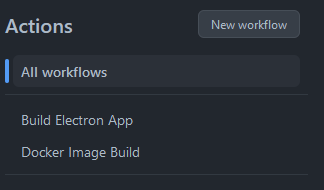 Actions
New workflow
All workflows
Build Electron App
Docker Image Build